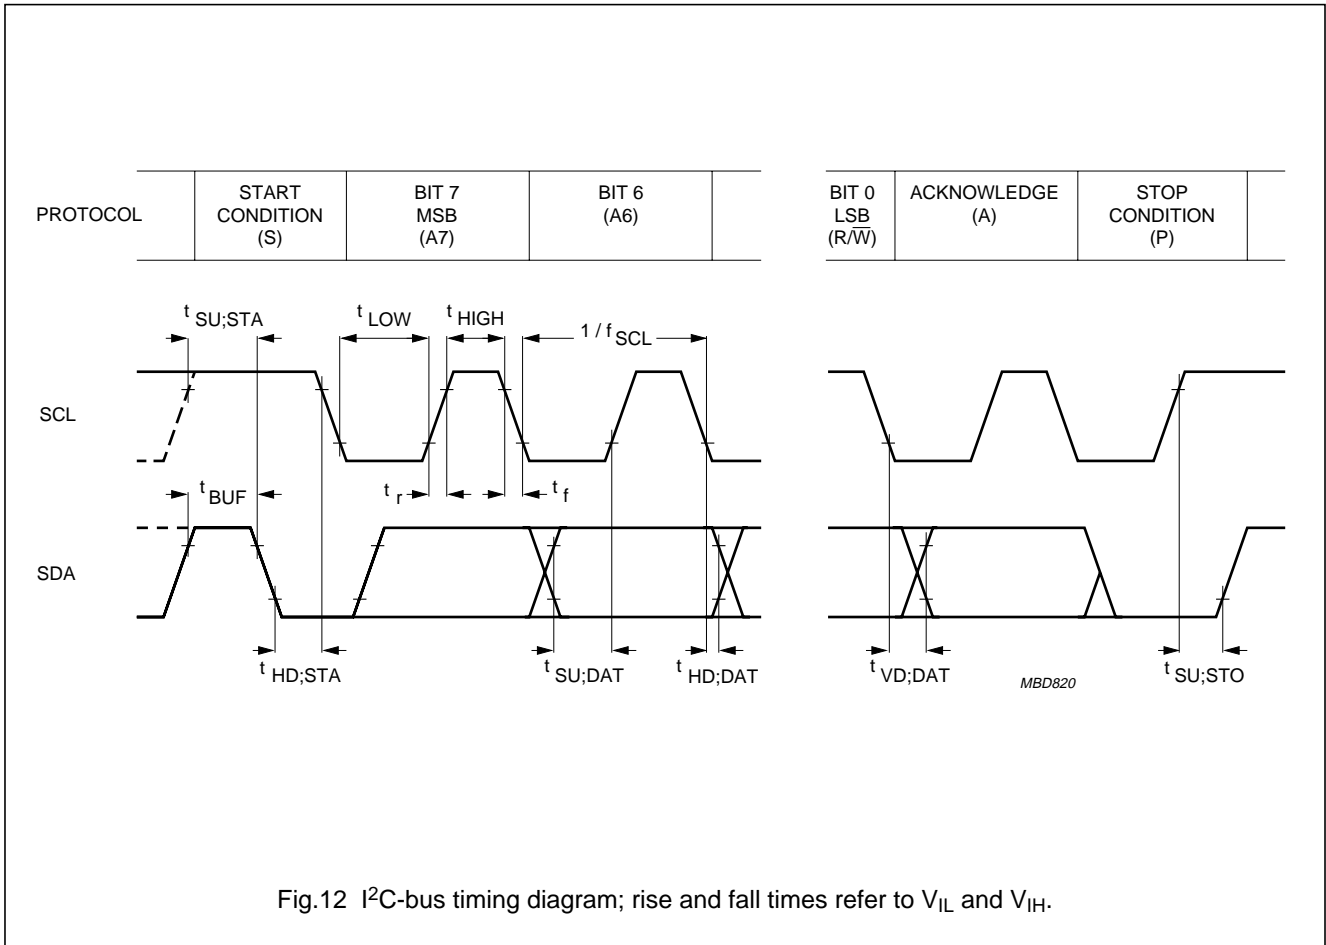 PROTOCOL
START
CONDITION
(S)
BIT 7
MSB
(A7)
BIT 6
(A6)
BIT 0
LSB
(R/W̅)
ACKNOWLEDGE
(A)
STOP
CONDITION
(P)
t SU;STA
t LOW
t HIGH
1 / f SCL
SCL
t BUF
t r
t f
SDA
t HD;STA
t SU;DAT
t HD;DAT
t VD;DAT
MBD820
t SU;STO
Fig.12 I²C-bus timing diagram; rise and fall times refer to VIL and VIH.